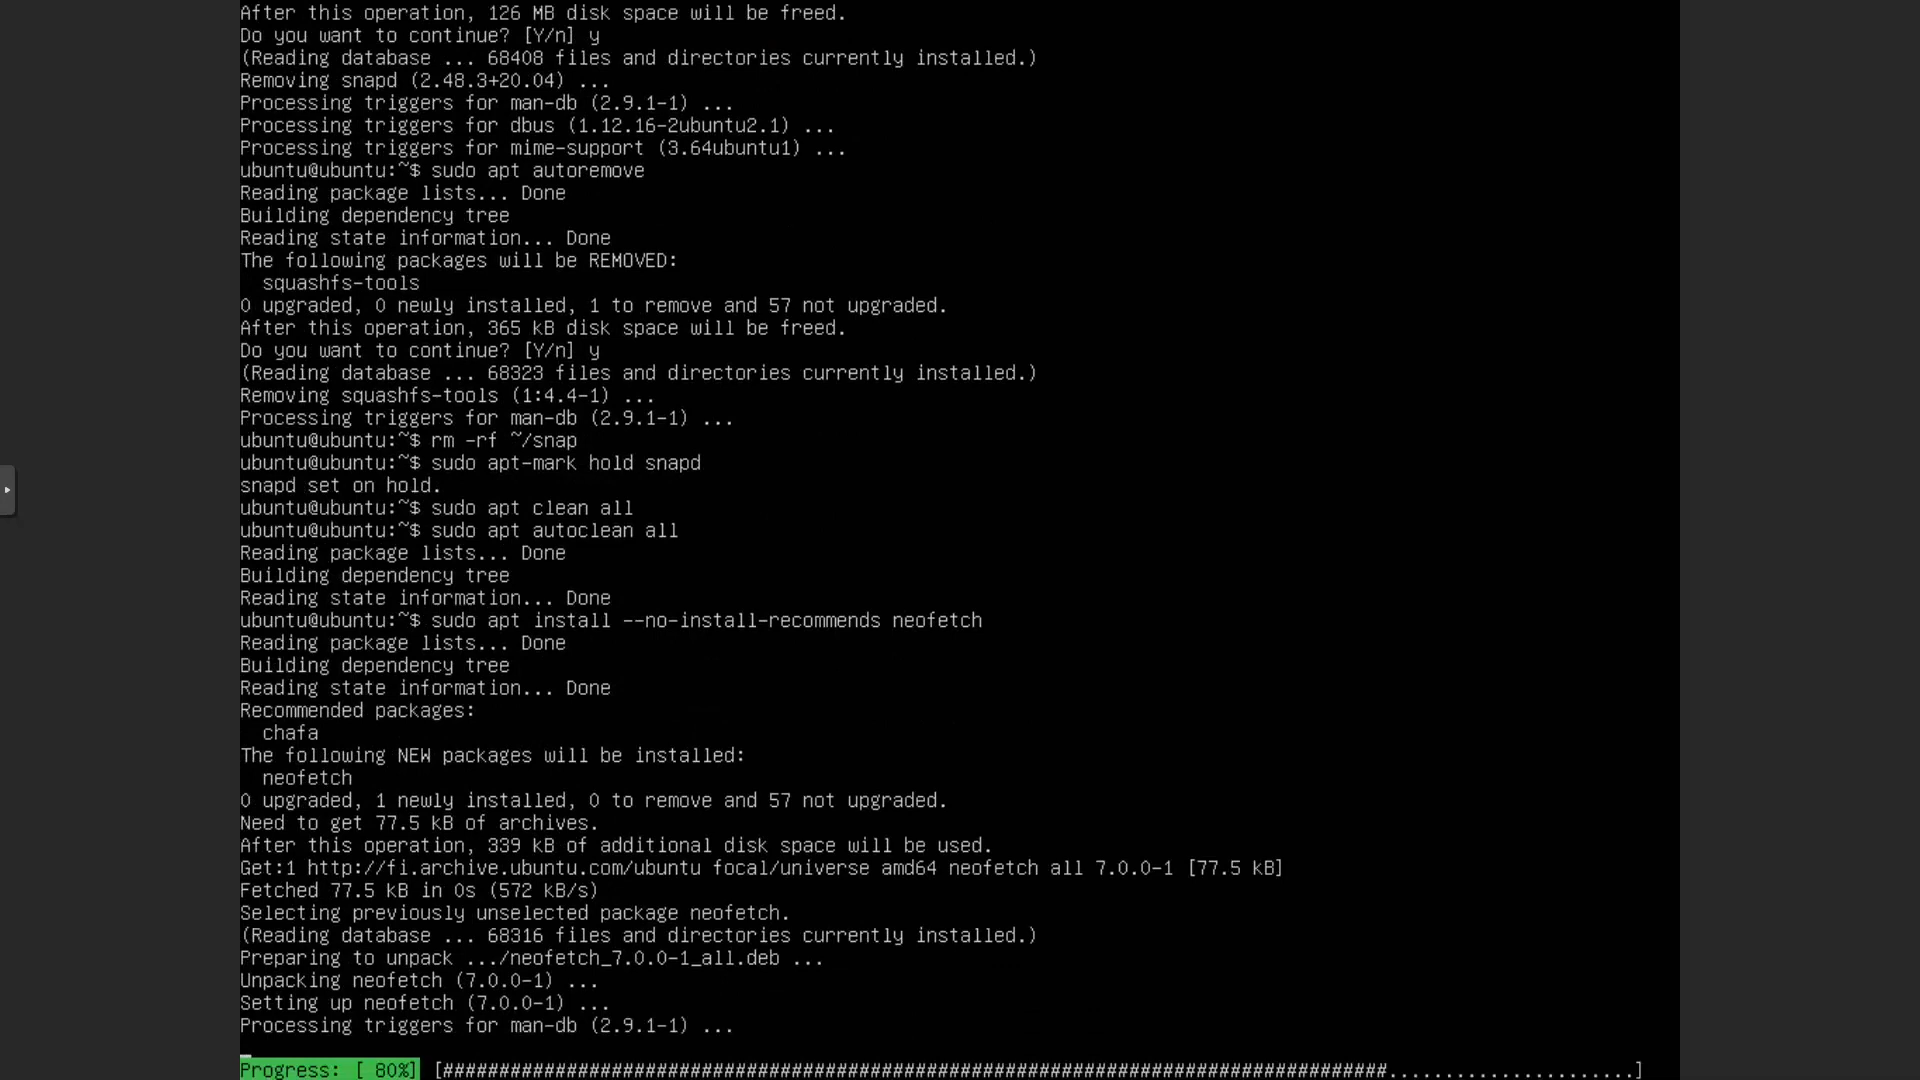 After this operation, 126 MB disk space will be freed.
Do you want to continue? [Y/n] y
(Reading database ... 68408 files and directories currently installed.)
Removing snapd (2.48.3+20.04) ...
Processing triggers for man-db (2.9.1-1) ...
Processing triggers for dbus (1.12.16-2ubuntu2.1) ...
Processing triggers for mime-support (3.64ubuntu1) ...
ubuntu@ubuntu:~$ sudo apt autoremove
Reading package lists... Done
Building dependency tree
Reading state information... Done
The following packages will be REMOVED:
  squashfs-tools
0 upgraded, 0 newly installed, 1 to remove and 57 not upgraded.
After this operation, 365 kB disk space will be freed.
Do you want to continue? [Y/n] y
(Reading database ... 68323 files and directories currently installed.)
Removing squashfs-tools (1:4.4-1) ...
Processing triggers for man-db (2.9.1-1) ...
ubuntu@ubuntu:~$ rm -rf ~/snap
ubuntu@ubuntu:~$ sudo apt-mark hold snapd
snapd set on hold.
ubuntu@ubuntu:~$ sudo apt clean all
ubuntu@ubuntu:~$ sudo apt autoclean all
Reading package lists... Done
Building dependency tree
Reading state information... Done
ubuntu@ubuntu:~$ sudo apt install --no-install-recommends neofetch
Reading package lists... Done
Building dependency tree
Reading state information... Done
Recommended packages:
  chafa
The following NEW packages will be installed:
  neofetch
0 upgraded, 1 newly installed, 0 to remove and 57 not upgraded.
Need to get 77.5 kB of archives.
After this operation, 339 kB of additional disk space will be used.
Get:1 http://fi.archive.ubuntu.com/ubuntu focal/universe amd64 neofetch all 7.0.0-1 [77.5 kB]
Fetched 77.5 kB in 0s (572 kB/s)
Selecting previously unselected package neofetch.
(Reading database ... 68316 files and directories currently installed.)
Preparing to unpack .../neofetch_7.0.0-1_all.deb ...
Unpacking neofetch (7.0.0-1) ...
Setting up neofetch (7.0.0-1) ...
Processing triggers for man-db (2.9.1-1) ...
Progress: [ 80%] [####################################################################################......................]